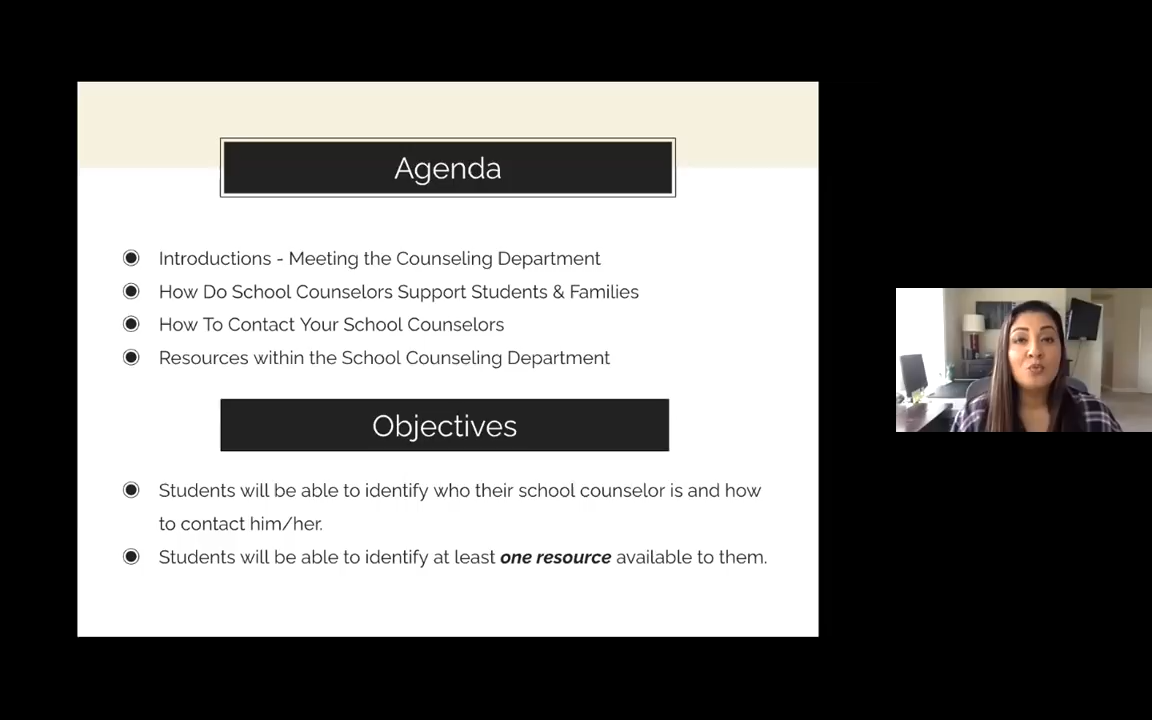 Agenda
Introductions - Meeting the Counseling Department
How Do School Counselors Support Students & Families
How To Contact Your School Counselors
Resources within the School Counseling Department
Objectives
Students will be able to identify who their school counselor is and how
to contact him/her.
Students will be able to identify at least one resource available to them.